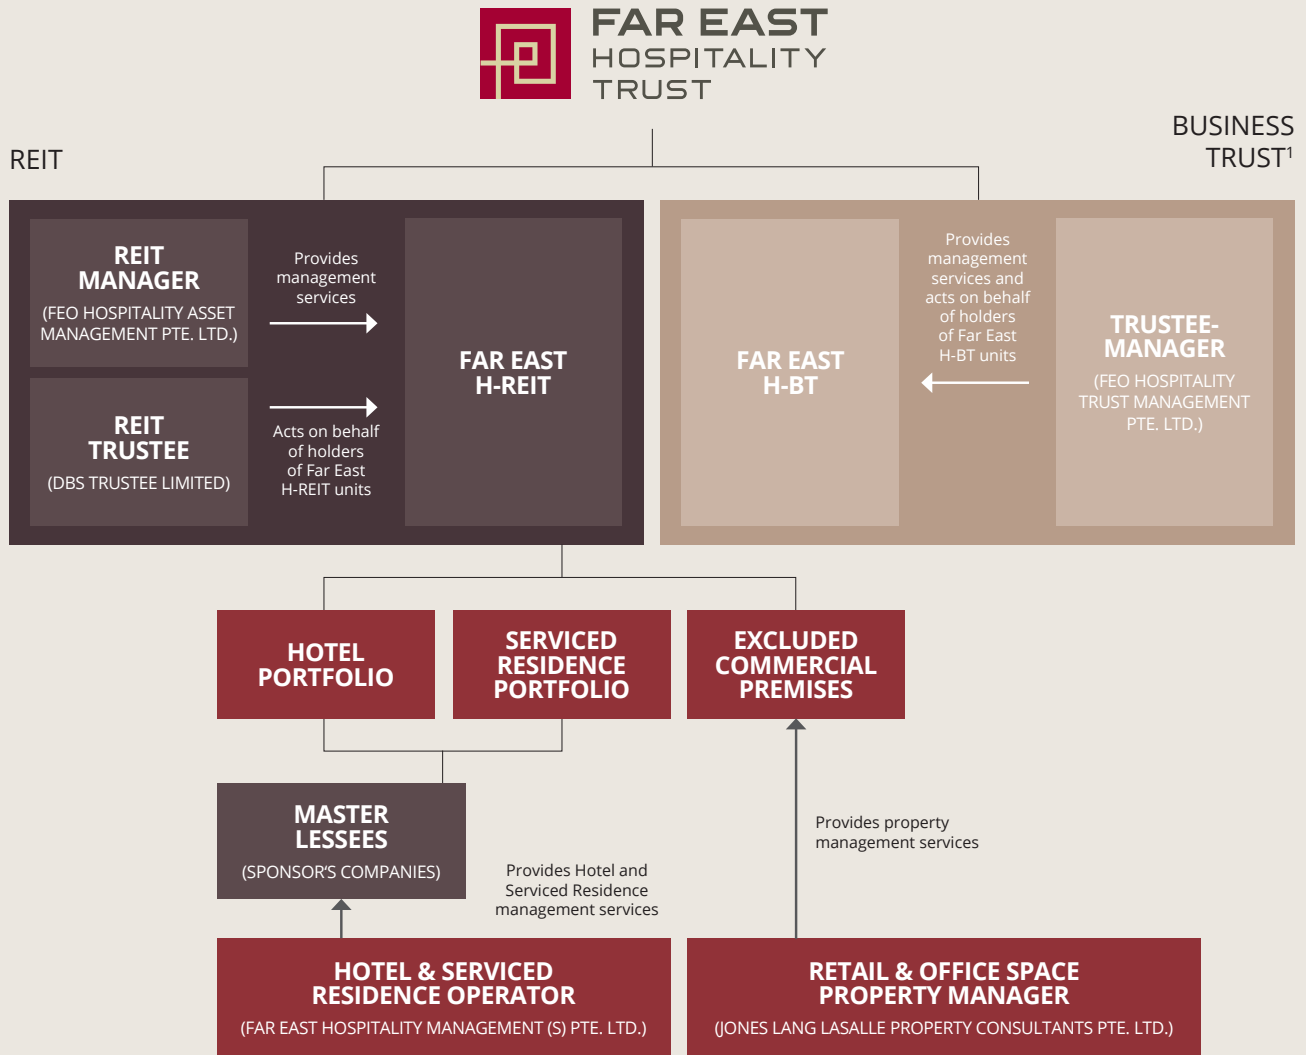 FAR EAST
HOSPITALITY
TRUST
REIT
BUSINESS
TRUST¹
REIT
MANAGER
(FEO HOSPITALITY ASSET
MANAGEMENT PTE. LTD.)
Provides
management
services
REIT
TRUSTEE
(DBS TRUSTEE LIMITED)
Acts on behalf
of holders
of Far East
H-REIT units
FAR EAST
H-REIT
FAR EAST
H-BT
Provides
management
services and
acts on behalf
of holders
of Far East
H-BT units
TRUSTEE-
MANAGER
(FEO HOSPITALITY
TRUST MANAGEMENT
PTE. LTD.)
HOTEL
PORTFOLIO
SERVICED
RESIDENCE
PORTFOLIO
EXCLUDED
COMMERCIAL
PREMISES
MASTER
LESSEES
(SPONSOR'S COMPANIES)
Provides Hotel and
Serviced Residence
management services
Provides property
management services
HOTEL & SERVICED
RESIDENCE OPERATOR
(FAR EAST HOSPITALITY MANAGEMENT (S) PTE. LTD.)
RETAIL & OFFICE SPACE
PROPERTY MANAGER
(JONES LANG LASALLE PROPERTY CONSULTANTS PTE. LTD.)